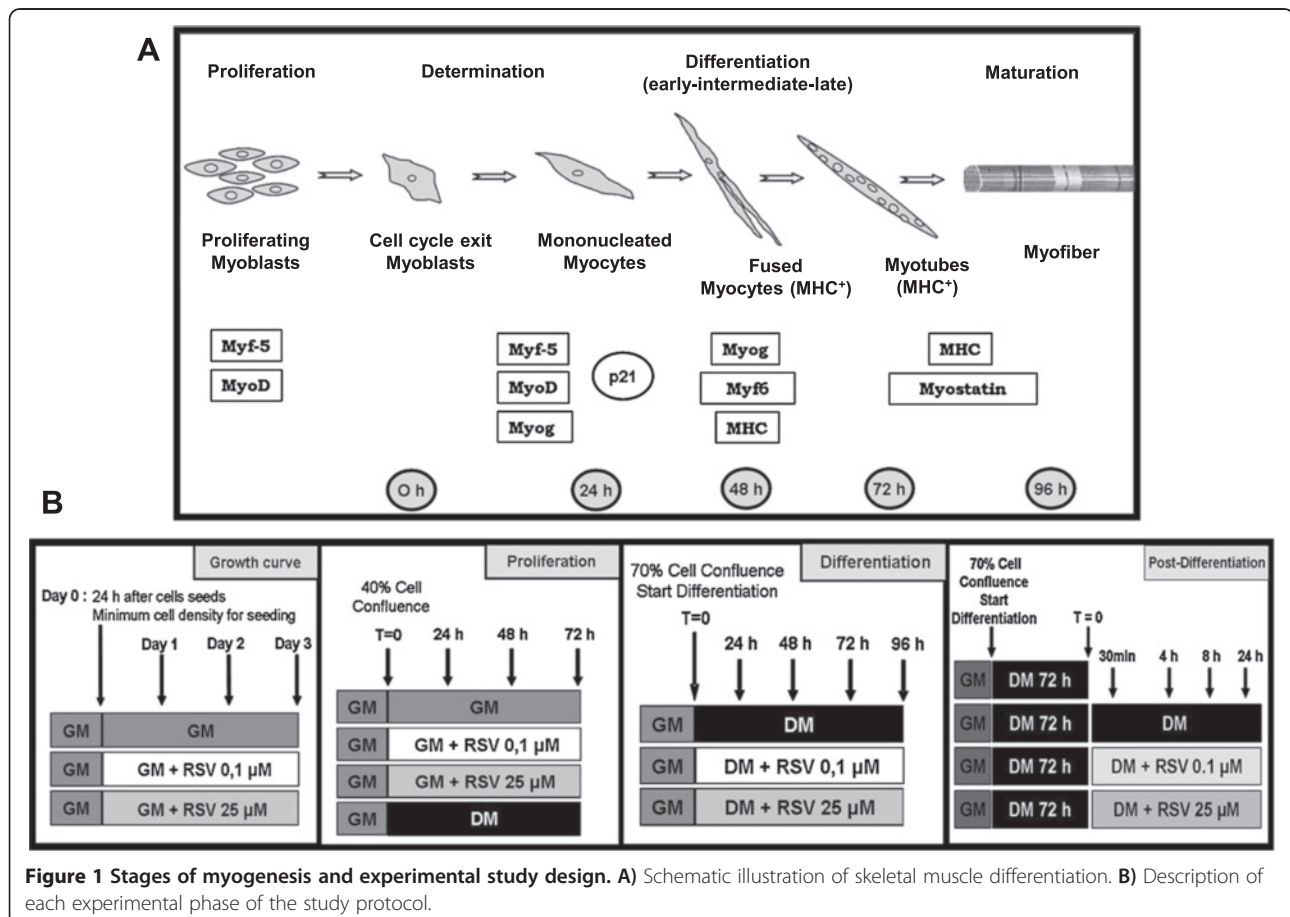 A
Proliferation
Determination
Differentiation
(early-intermediate-late)
Maturation
Proliferating
Myoblasts
Cell cycle exit
Myoblasts
Mononucleated
Myocytes
Fused
Myocytes (MHC+)
Myotubes
(MHC+)
Myofiber
Myf-5
MyoD
Myf-5
MyoD
Myog
p21
Myog
Myf6
MHC
MHC
Myostatin
O h
24 h
48 h
72 h
96 h
B
Growth curve
Day 0 : 24 h after cells seeds
Minimum cell density for seeding
Day 1
Day 2
Day 3
GM
GM
GM
GM + RSV 0,1 µM
GM
GM + RSV 25 µM
Proliferation
40% Cell
Confluence
T=0
24 h
48 h
72 h
GM
GM
GM
GM + RSV 0,1 µM
GM
GM + RSV 25 µM
GM
DM
Differentiation
70% Cell Confluence
Start Differentiation
T=0
24 h
48 h
72 h
96 h
GM
DM
GM
DM + RSV 0,1 µM
GM
DM + RSV 25 µM
Post-Differentiation
70% Cell
Confluence
Start
Differentiation
T = 0
30min
4 h
8 h
24 h
GM
DM 72 h
GM
DM 72 h
DM
GM
DM 72 h
DM + RSV 0.1 µM
GM
DM 72 h
DM + RSV 25 µM
Figure 1 Stages of myogenesis and experimental study design. A) Schematic illustration of skeletal muscle differentiation. B) Description of
each experimental phase of the study protocol.